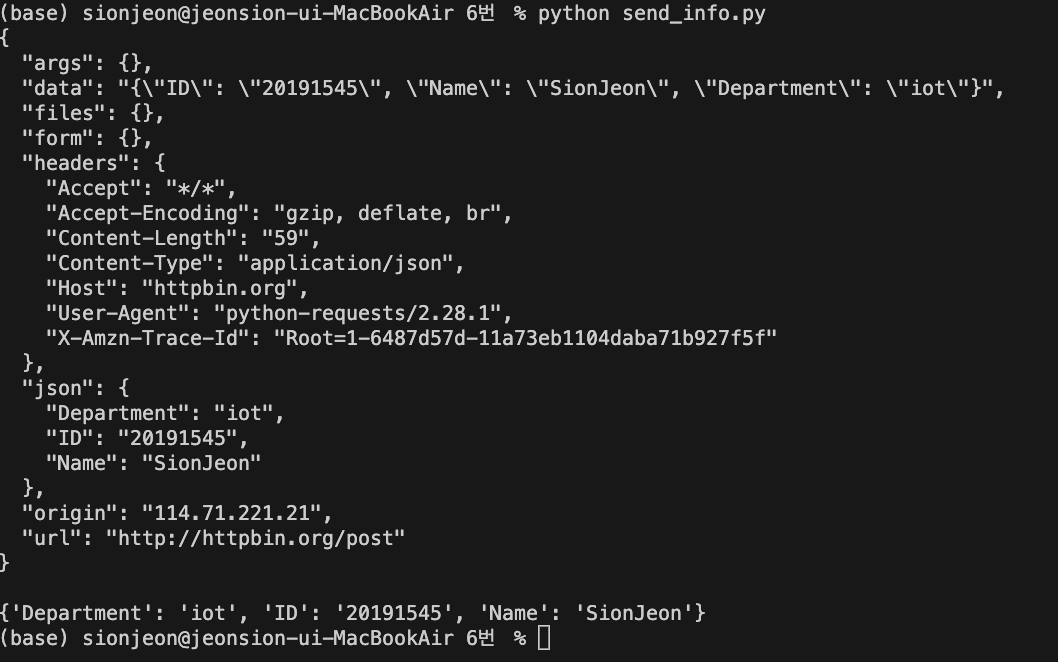 (base) sionjeon@jeonsion-ui-MacBookAir 6번 % python send_info.py
{
  "args": {},
  "data": "{\"ID\": \"20191545\", \"Name\": \"SionJeon\", \"Department\": \"iot\"}",
  "files": {},
  "form": {},
  "headers": {
    "Accept": "*/*",
    "Accept-Encoding": "gzip, deflate, br",
    "Content-Length": "59",
    "Content-Type": "application/json",
    "Host": "httpbin.org",
    "User-Agent": "python-requests/2.28.1",
    "X-Amzn-Trace-Id": "Root=1-6487d57d-11a73eb1104daba71b927f5f"
  },
  "json": {
    "Department": "iot",
    "ID": "20191545",
    "Name": "SionJeon"
  },
  "origin": "114.71.221.21",
  "url": "http://httpbin.org/post"
}
{'Department': 'iot', 'ID': '20191545', 'Name': 'SionJeon'}
(base) sionjeon@jeonsion-ui-MacBookAir 6번 %